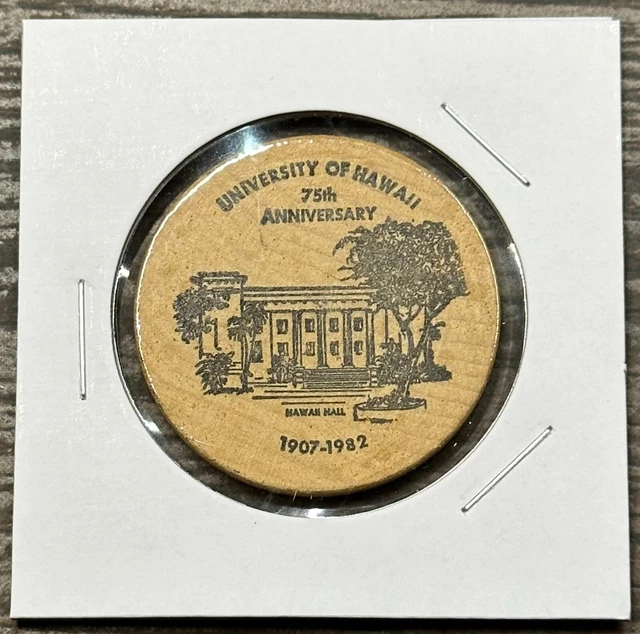 UNIVERSITY OF HAWAII
75th
ANNIVERSARY
HAWAII HALL
1907-1982